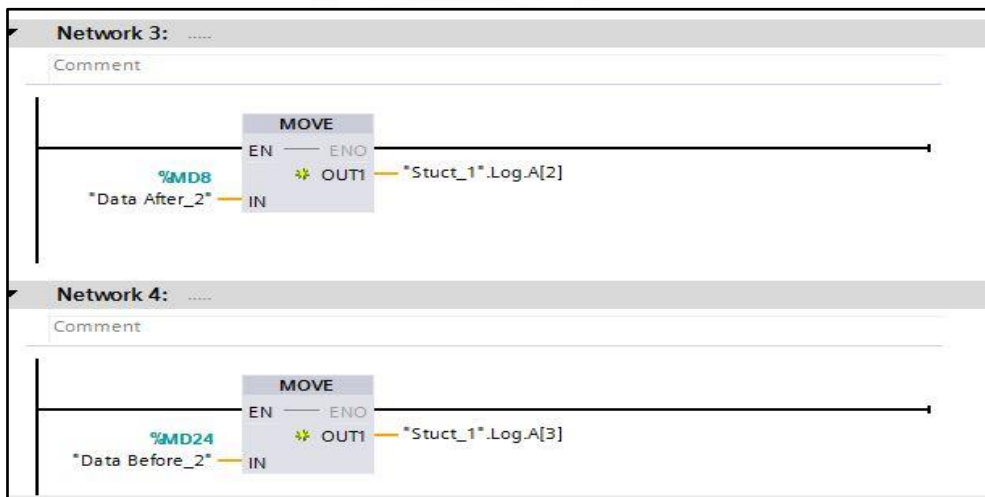 Network 3: .....
Comment
MOVE
EN ENO
%MD8
OUT1 "Stuct_1".Log.A[2]
"Data After_2" IN
Network 4: .....
Comment
MOVE
EN ENO
%MD24
OUT1 "Stuct_1".Log.A[3]
"Data Before_2" IN